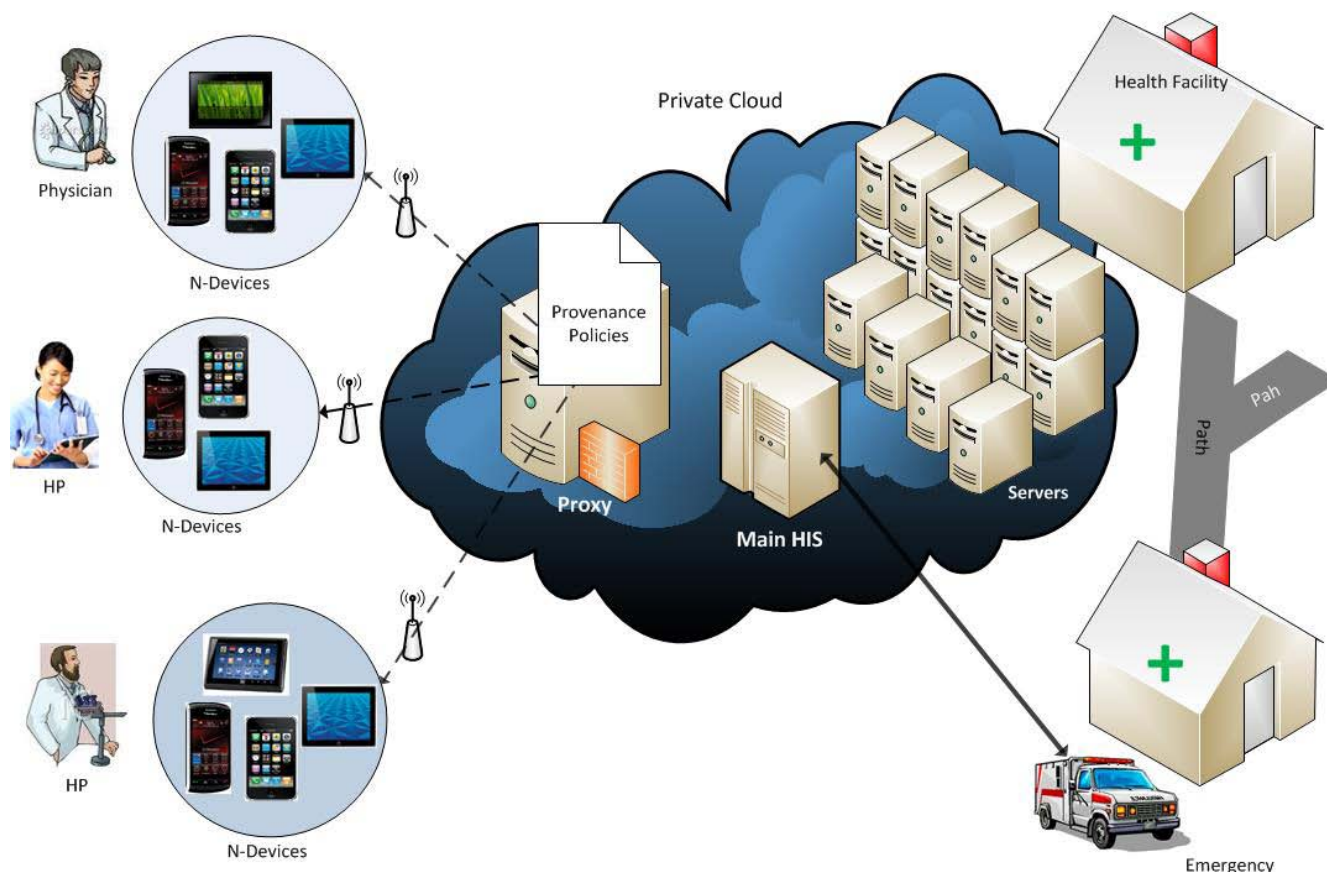 Private Cloud
Health Facility
Physician
N-Devices
Provenance
Policies
HP
N-Devices
Proxy
Main HIS
Servers
Path
Pah
HP
N-Devices
Emergency